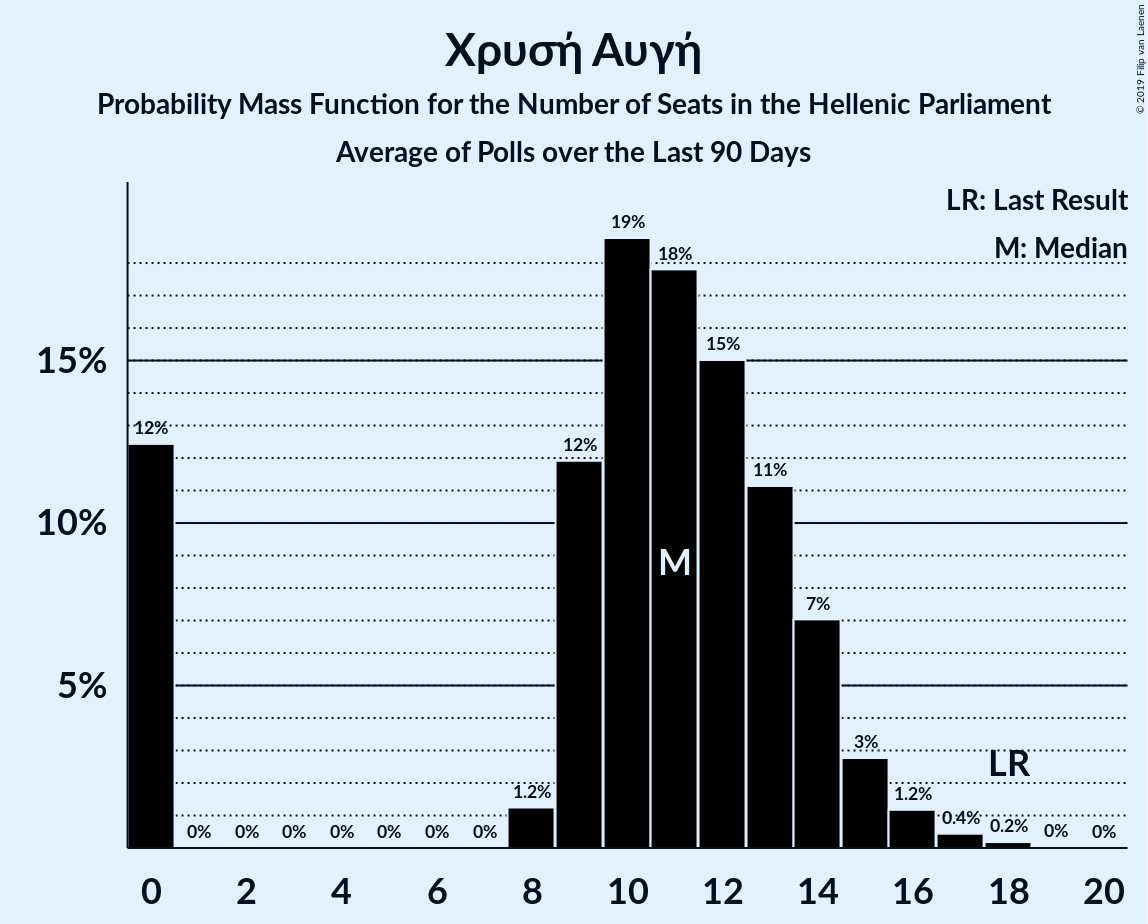 Χρυσή Αυγή
Probability Mass Function for the Number of Seats in the Hellenic Parliament
Average of Polls over the Last 90 Days
© 2019 Filip van Laenen
LR: Last Result
M: Median
15%
10%
5%
12%
0%
0%
0%
0%
0%
0%
0%
1.2%
12%
19%
18%
15%
11%
7%
3%
1.2%
0.4%
0.2%
0%
0%
M
LR
0 2 4 6 8 10 12 14 16 18 20